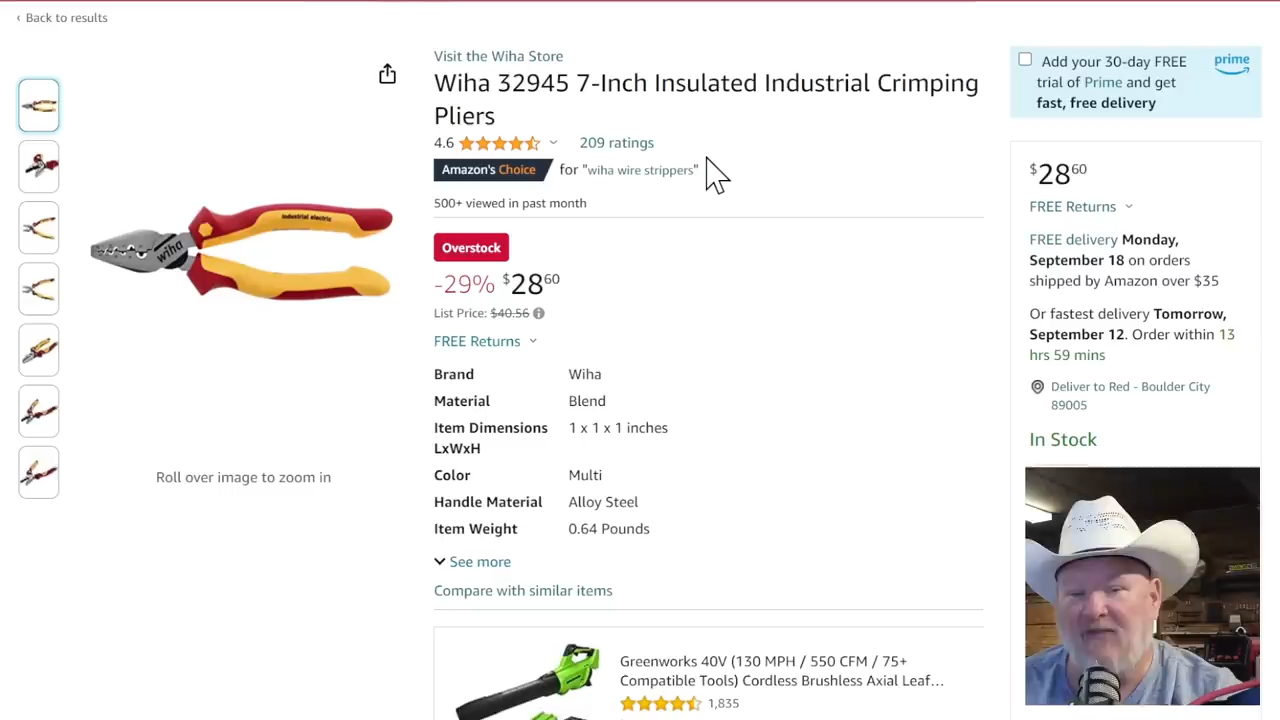 ‹ Back to results
Visit the Wiha Store
Wiha 32945 7-Inch Insulated Industrial Crimping
Pliers
4.6
209 ratings
Amazon's Choice for "wiha wire strippers"
500+ viewed in past month
Overstock
-29% $2860
List Price: $40.56
FREE Returns
Brand Wiha
Material Blend
Item Dimensions 1 x 1 x 1 inches
LxWxH
Color Multi
Handle Material Alloy Steel
Item Weight 0.64 Pounds
See more
Compare with similar items
Greenworks 40V (130 MPH / 550 CFM / 75+
Compatible Tools) Cordless Brushless Axial Leaf...
1,835
industrial electric
wiha
Roll over image to zoom in
Add your 30-day FREE
trial of Prime and get
fast, free delivery
prime
$2860
FREE Returns
FREE delivery Monday,
September 18 on orders
shipped by Amazon over $35
Or fastest delivery Tomorrow,
September 12. Order within 13
hrs 59 mins
Deliver to Red - Boulder City
89005
In Stock